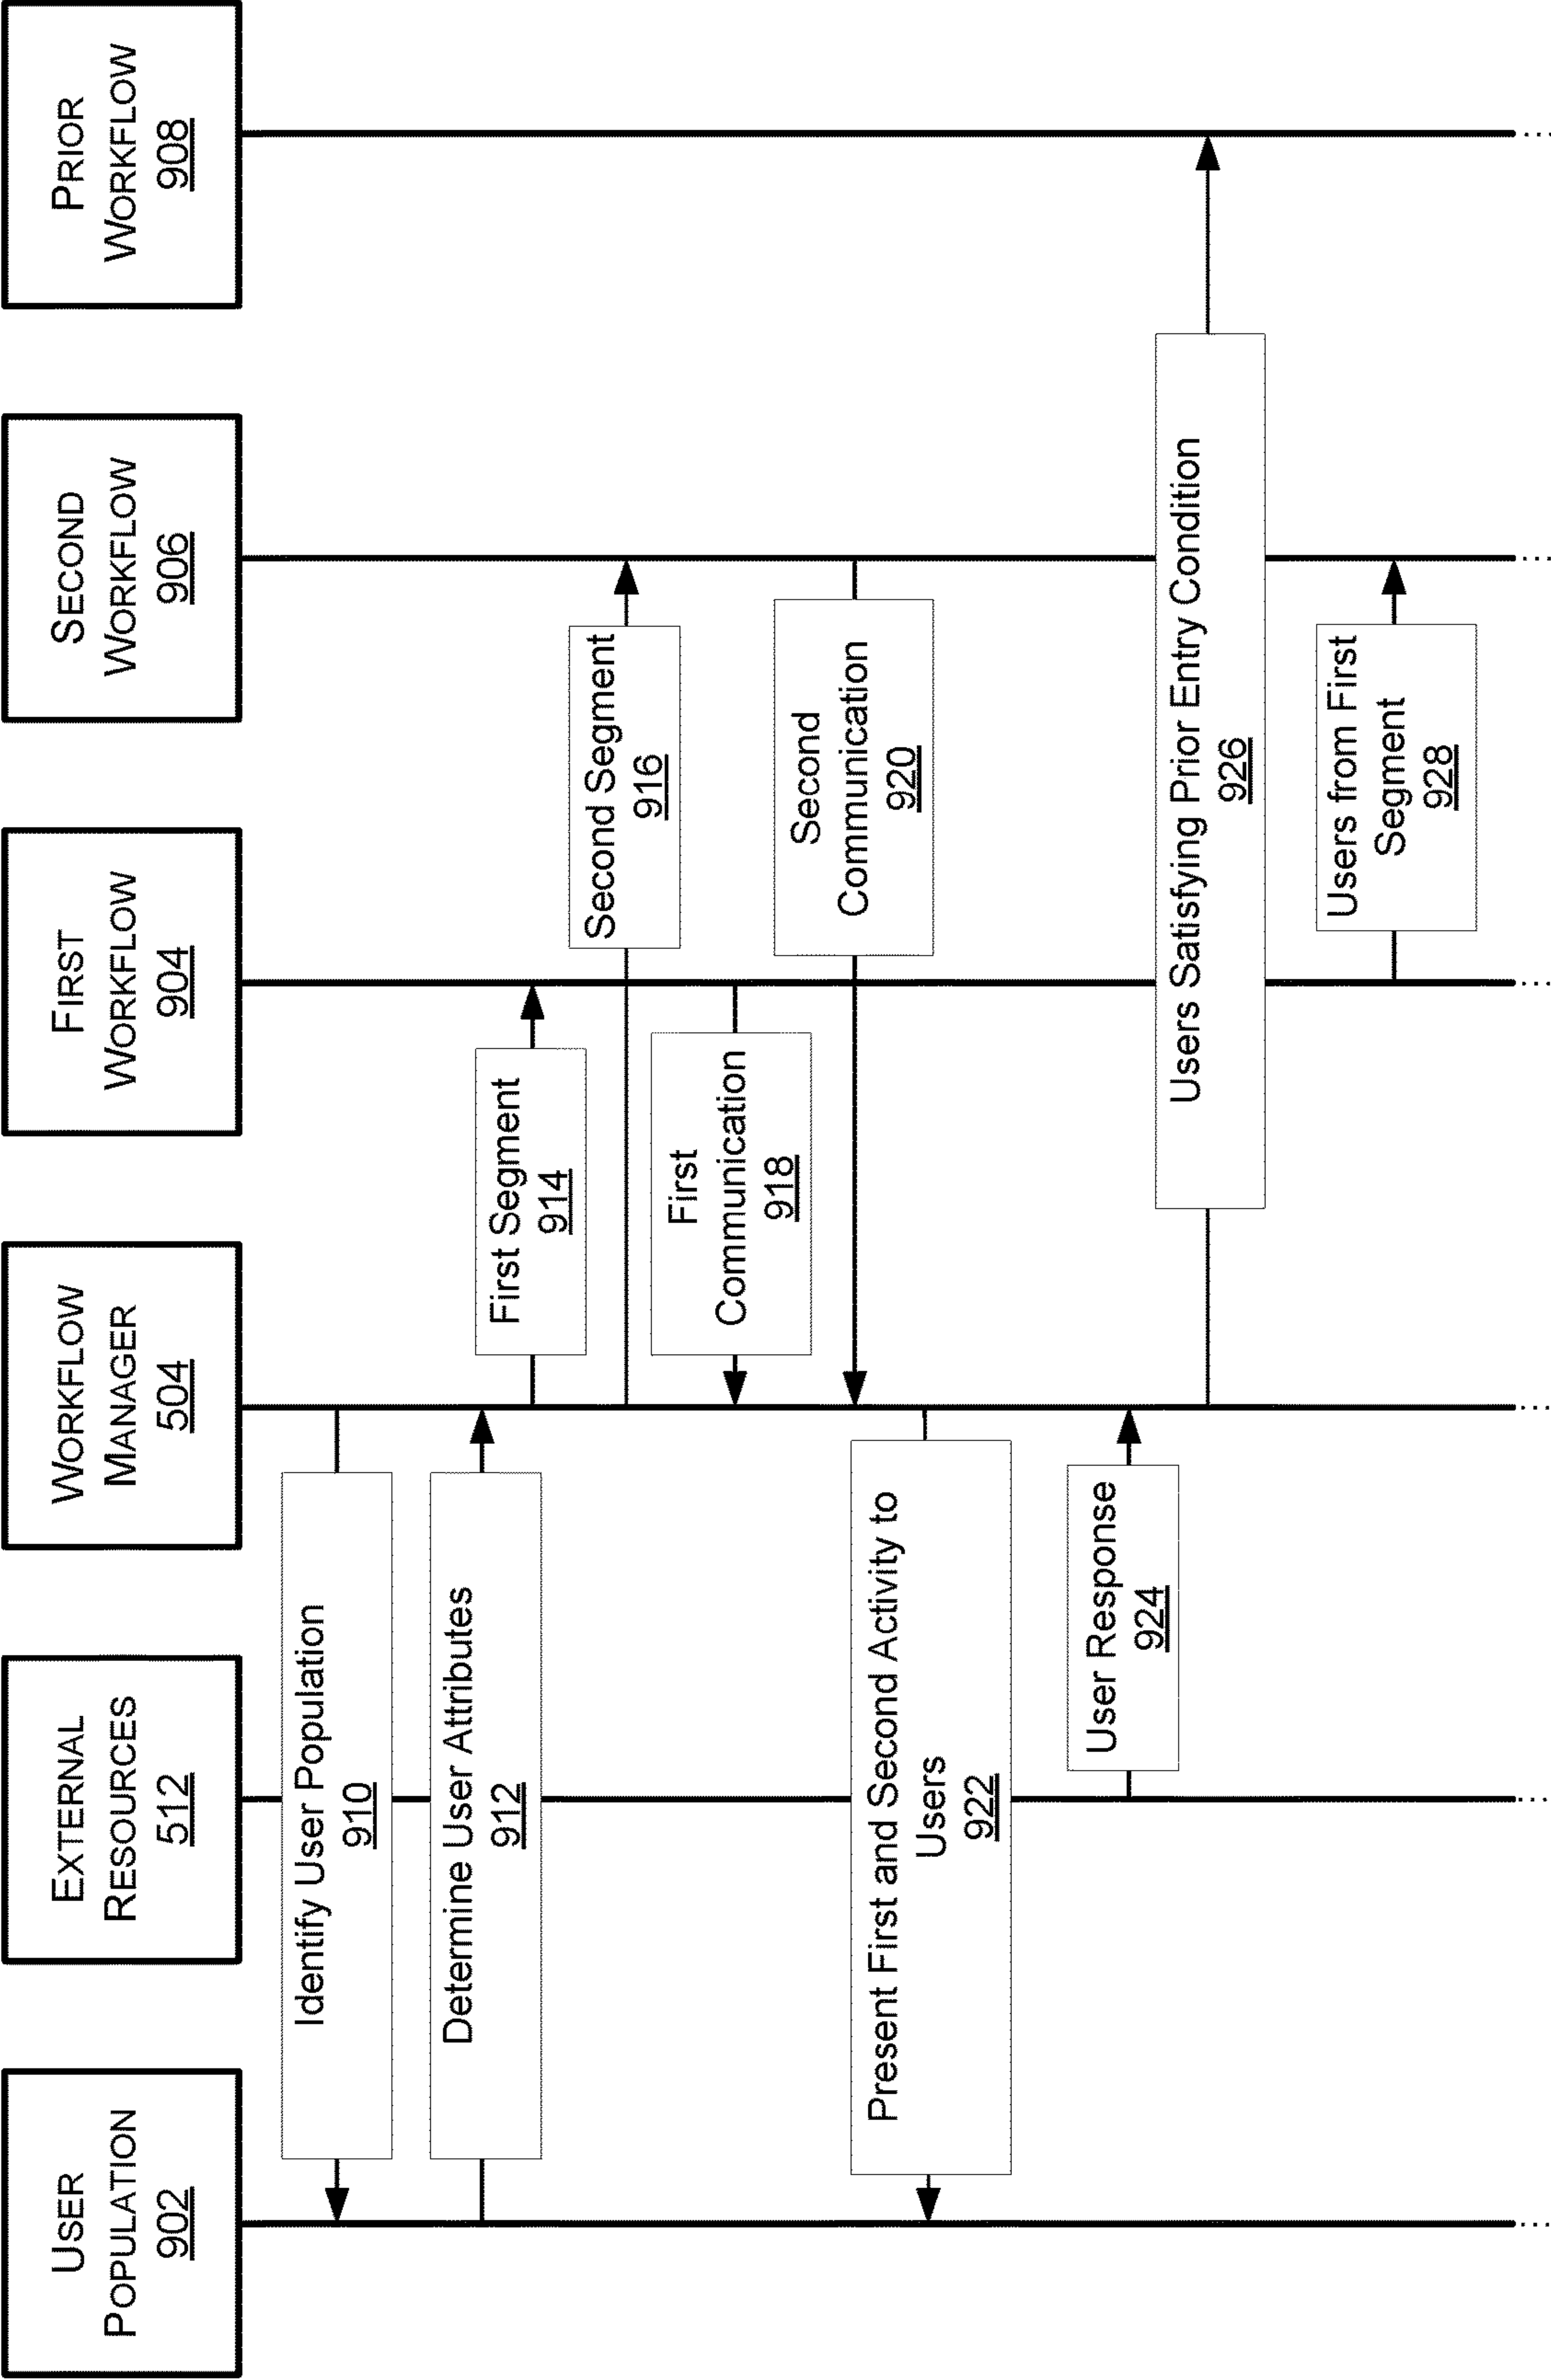 USER
POPULATION
902
EXTERNAL
RESOURCES
512
WORKFLOW
MANAGER
504
FIRST
WORKFLOW
904
SECOND
WORKFLOW
906
PRIOR
WORKFLOW
908
Identify User Population
910
Determine User Attributes
912
First Segment
914
Second Segment
916
First
Communication
918
Second
Communication
920
Present First and Second Activity to
Users
922
User Response
924
Users Satisfying Prior Entry Condition
926
Users from First
Segment
928